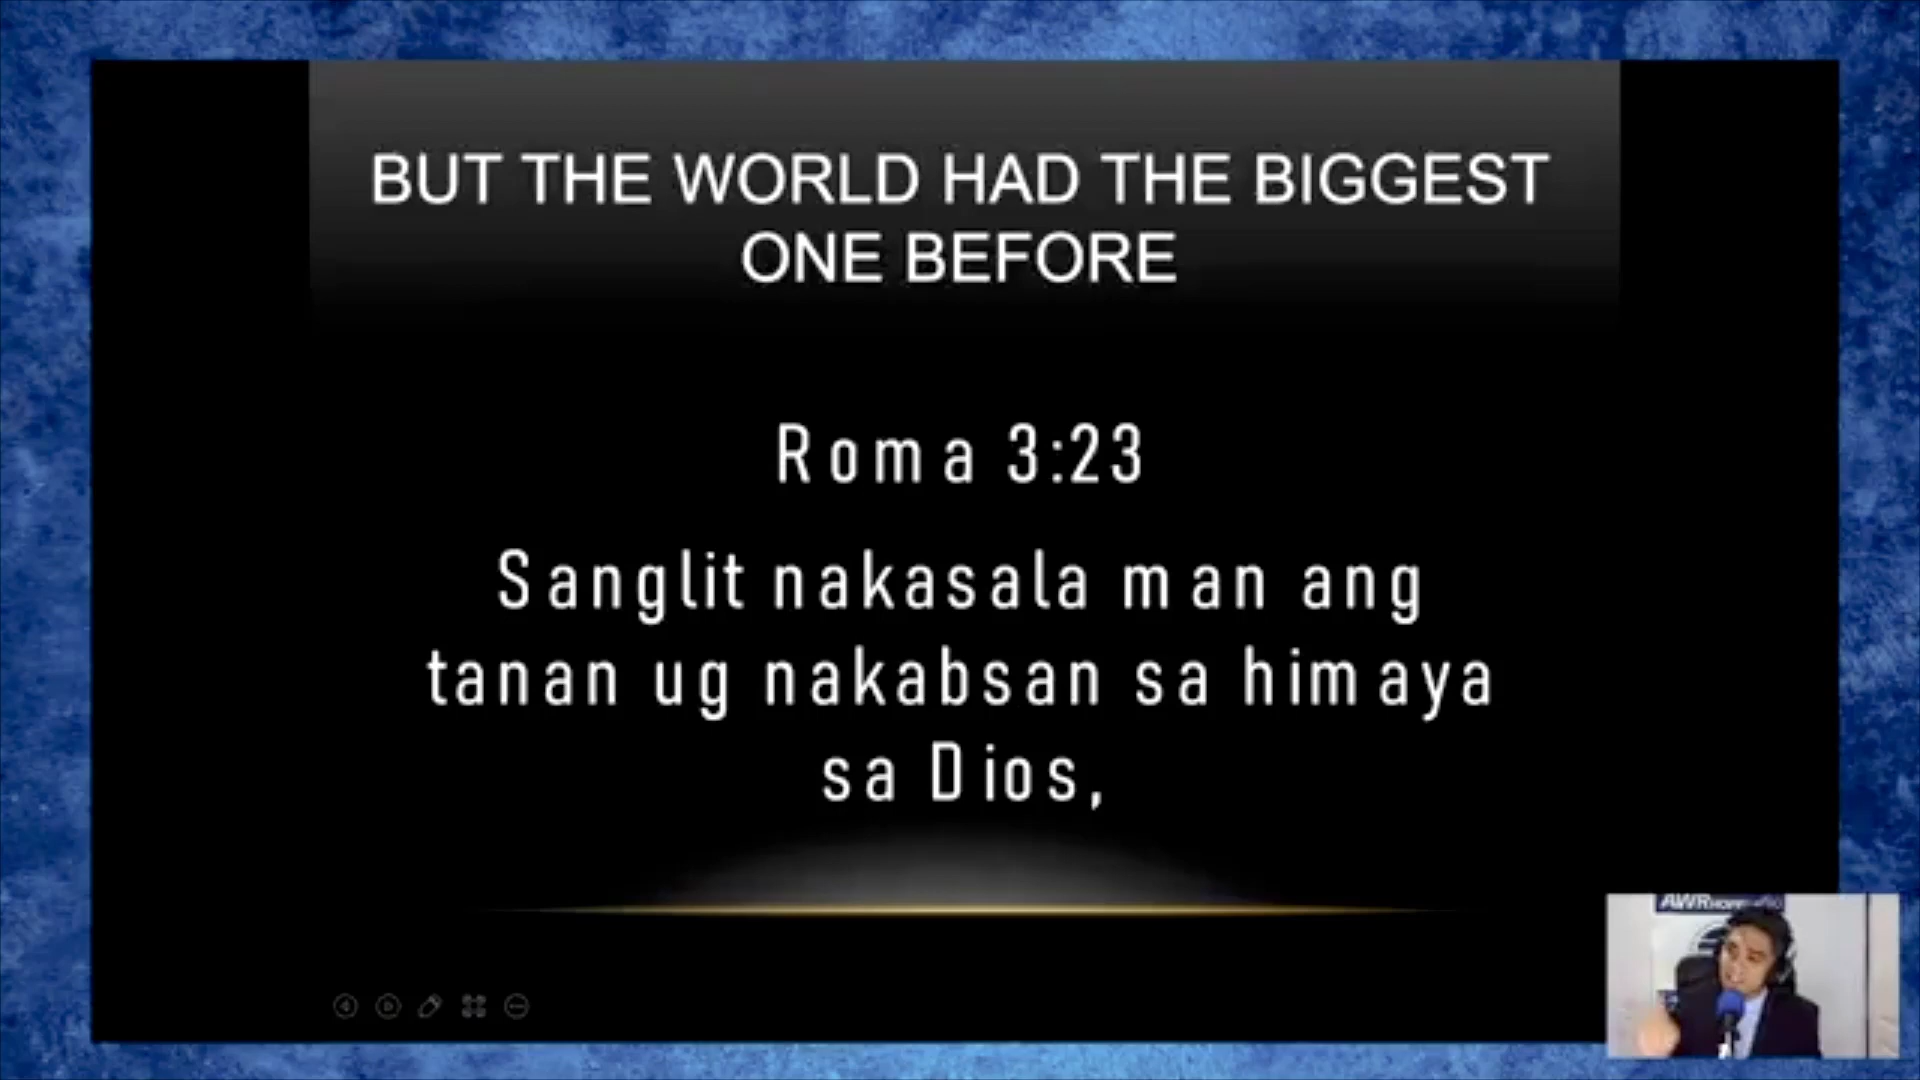 BUT THE WORLD HAD THE BIGGEST
ONE BEFORE
Roma 3:23
Sanglit nakasala man ang
tanan ug nakabsan sa himaya
sa Dios,
AWR